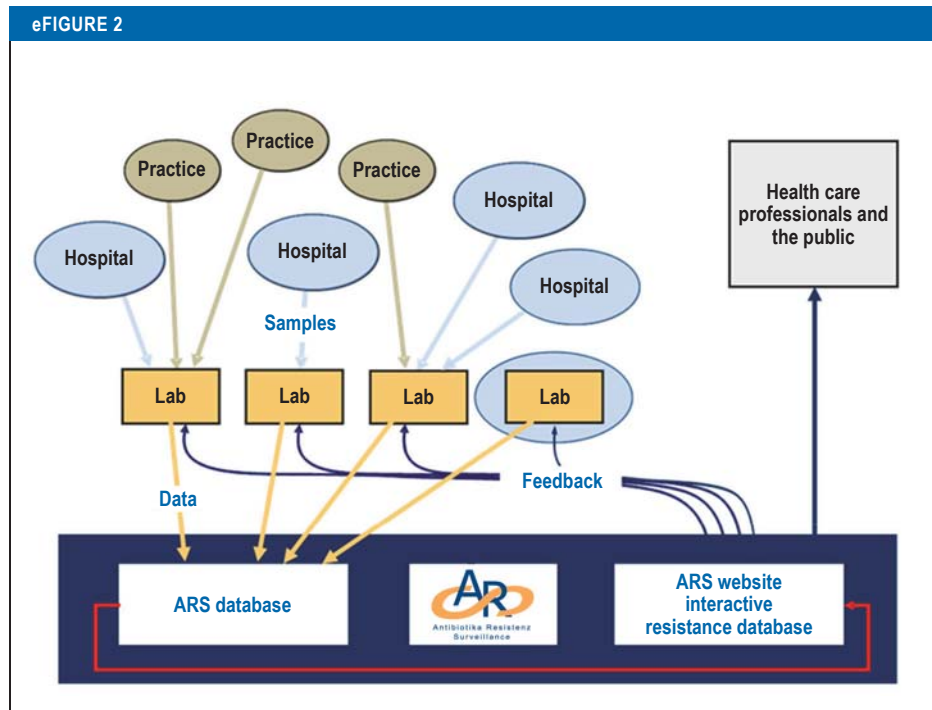 eFIGURE 2
Practice
Practice
Practice
Hospital
Hospital
Hospital
Hospital
Health care
professionals and
the public
Samples
Lab
Lab
Lab
Lab
Data
Feedback
ARS database
AR
Antibiotika Resistenz
Surveillance
ARS website
interactive
resistance database